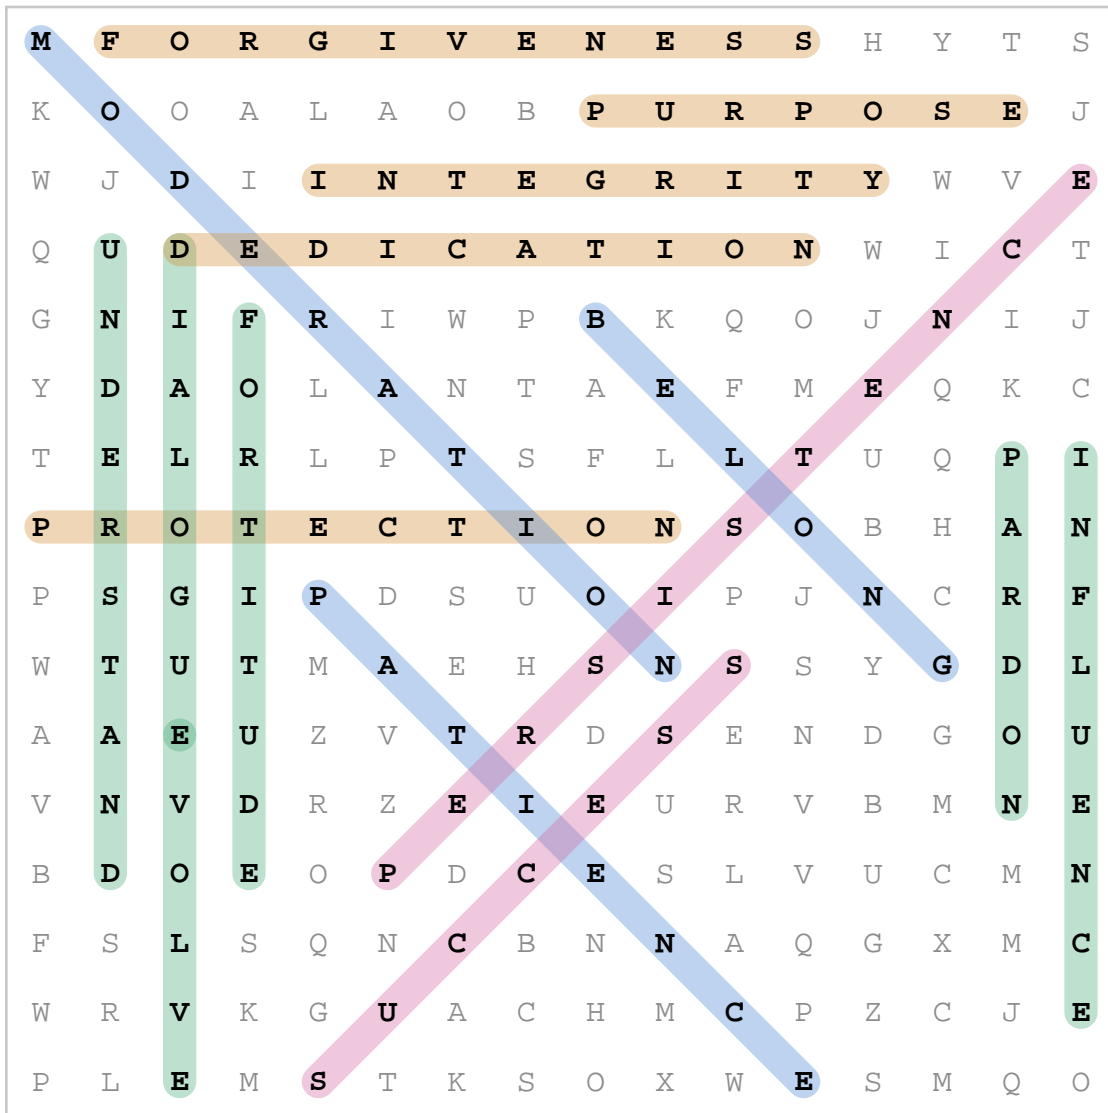 M F O R G I V E N E S S H Y T S
K O O A L A O B P U R P O S E J
W J D I I N T E G R I T Y W V E
Q U D E D I C A T I O N W I C T
G N I F R I W P B K Q O J N I J
Y D A O L A N T A E F M E Q K C
T E L R L P T S F L L T U Q P I
P R O T E C T I O N S O B H A N
P S G I P D S U O I P J N C R F
W T U T M A E H S N S S Y G D L
A A E U Z V T R D S E N D G O U
V N V D R Z E I E U R V B M N E
B D O E O P D C E S L V U C M N
F S L S Q N C B N N A Q G X M C
W R V K G U A C H M C P Z C J E
P L E M S T K S O X W E S M Q O